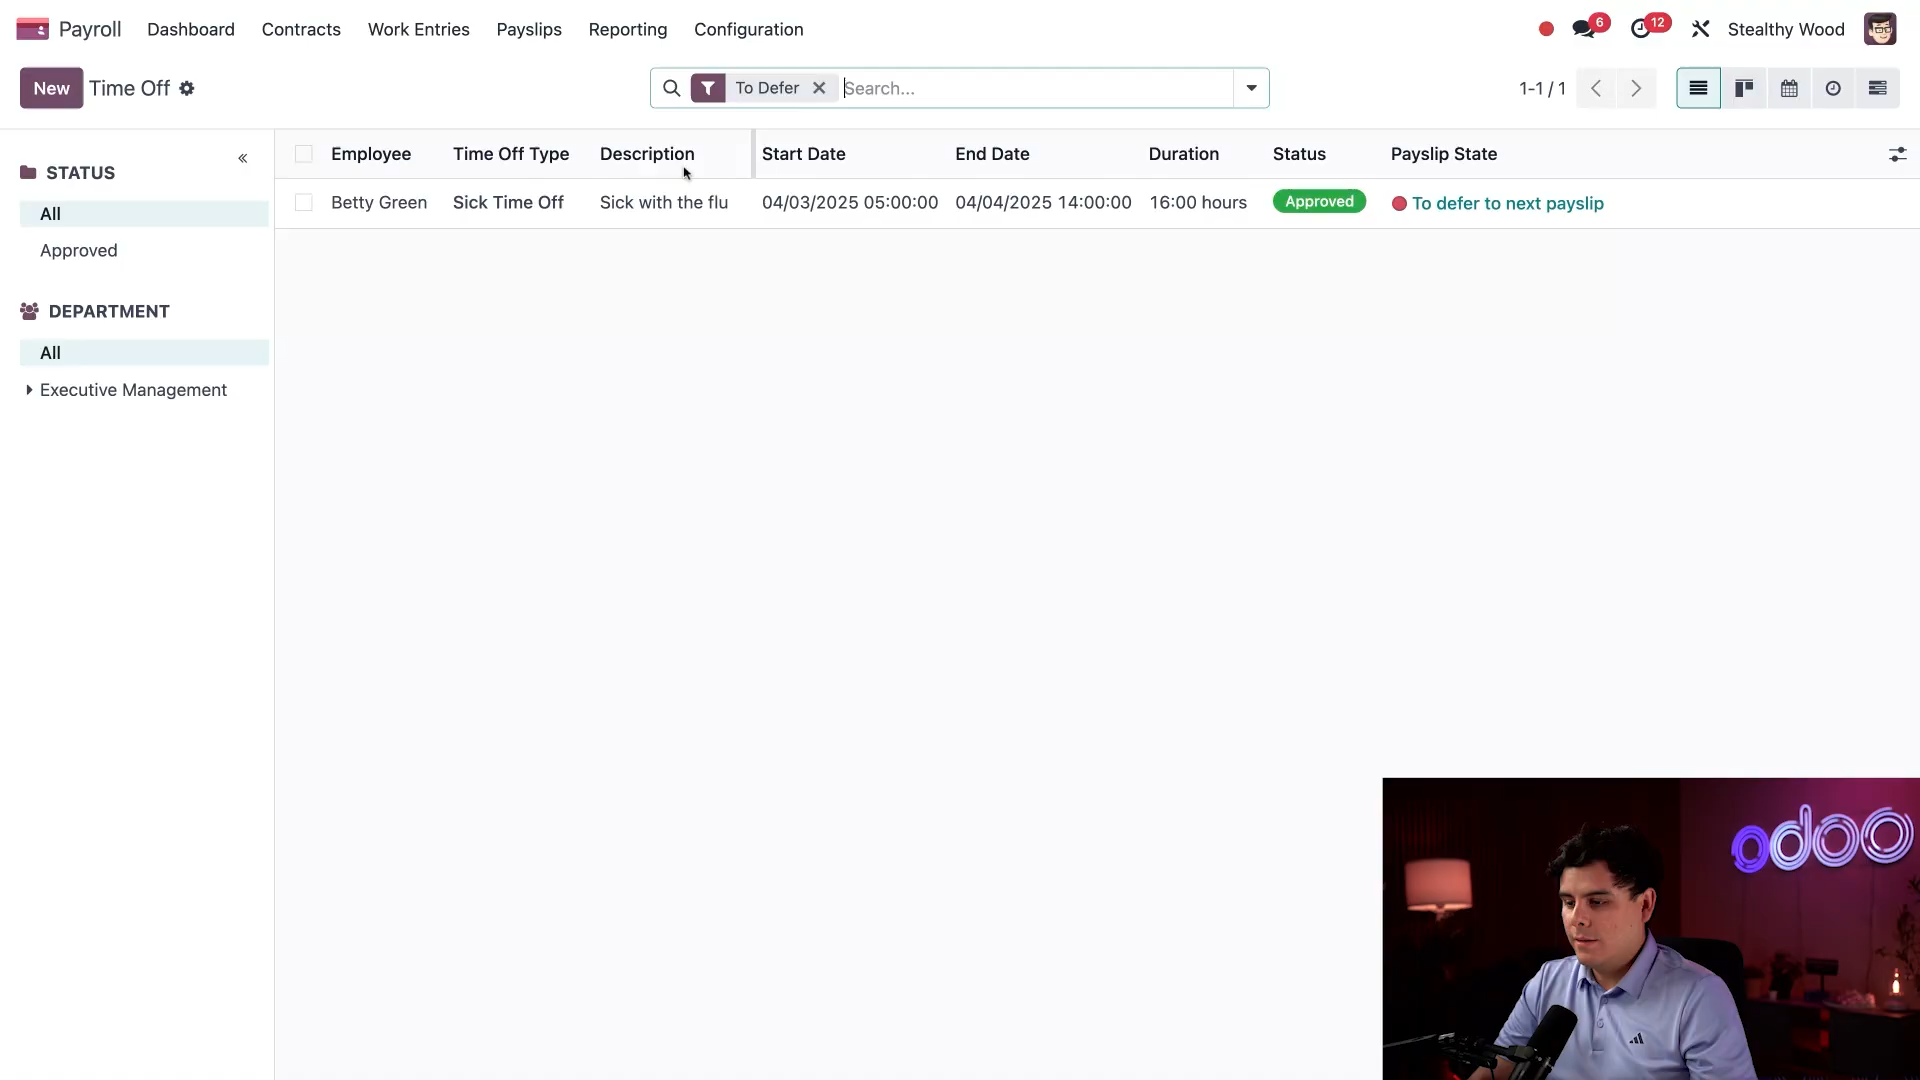 Payroll Dashboard Contracts Work Entries Payslips Reporting Configuration 6 12 Stealthy Wood
New Time Off To Defer Search... 1-1 / 1
STATUS
All
Approved
DEPARTMENT
All
Executive Management
Employee Time Off Type Description Start Date End Date Duration Status Payslip State
Betty Green Sick Time Off Sick with the flu 04/03/2025 05:00:00 04/04/2025 14:00:00 16:00 hours Approved To defer to next payslip
odoo